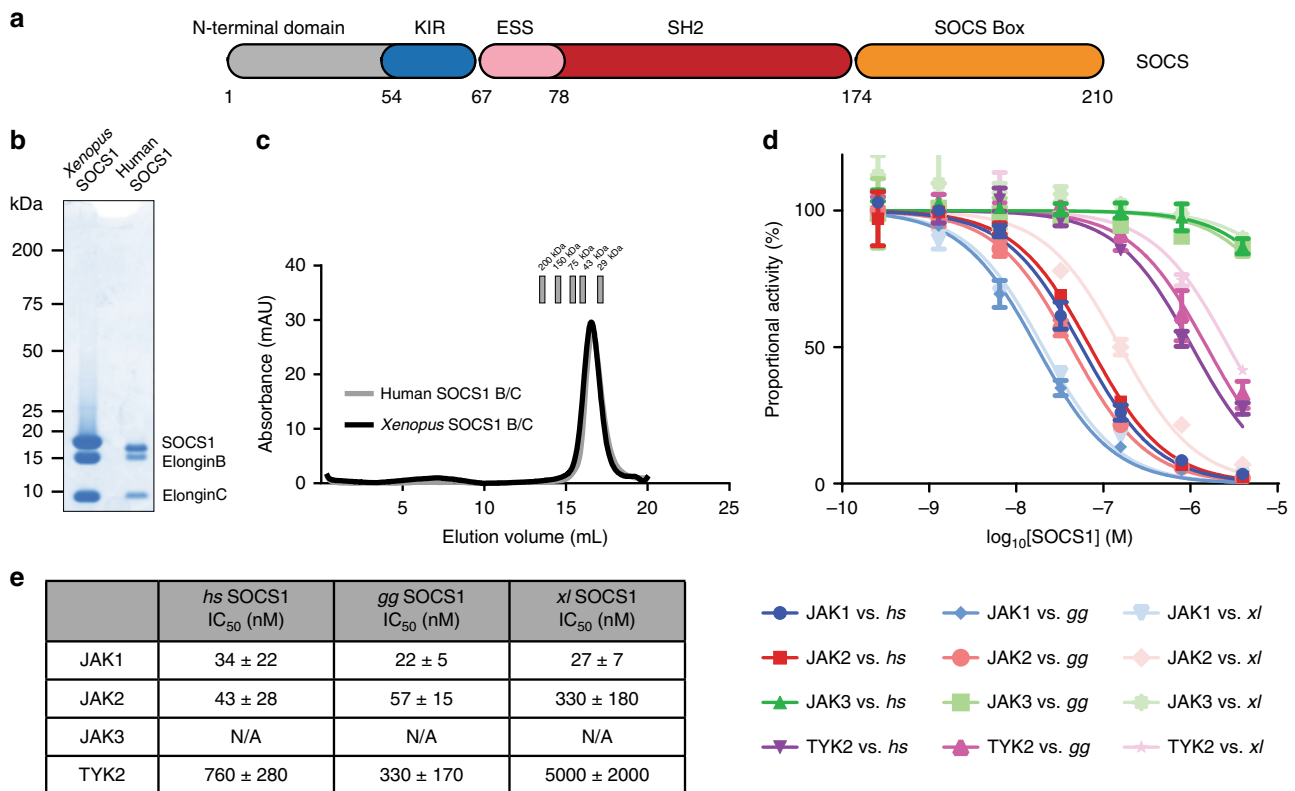 a
N-terminal domain KIR ESS SH2 SOCS Box
SOCS
1 54 67 78 174 210
b
Xenopus SOCS1
Human SOCS1
kDa
200
75
50
25
20
15
10
SOCS1
ElonginB
ElonginC
c
200 kDa
150 kDa
75 kDa
43 kDa
29 kDa
Absorbance (mAU)
40
30
20
10
0
Human SOCS1 B/C
Xenopus SOCS1 B/C
5 10 15 20 25
Elution volume (mL)
d
Proportional activity (%)
100
50
0
–10 –9 –8 –7 –6 –5
log10[SOCS1] (M)
e
hs SOCS1 IC50 (nM) gg SOCS1 IC50 (nM) xl SOCS1 IC50 (nM)
JAK1 34 ± 22 22 ± 5 27 ± 7
JAK2 43 ± 28 57 ± 15 330 ± 180
JAK3 N/A N/A N/A
TYK2 760 ± 280 330 ± 170 5000 ± 2000
JAK1 vs. hs JAK1 vs. gg JAK1 vs. xl
JAK2 vs. hs JAK2 vs. gg JAK2 vs. xl
JAK3 vs. hs JAK3 vs. gg JAK3 vs. xl
TYK2 vs. hs TYK2 vs. gg TYK2 vs. xl